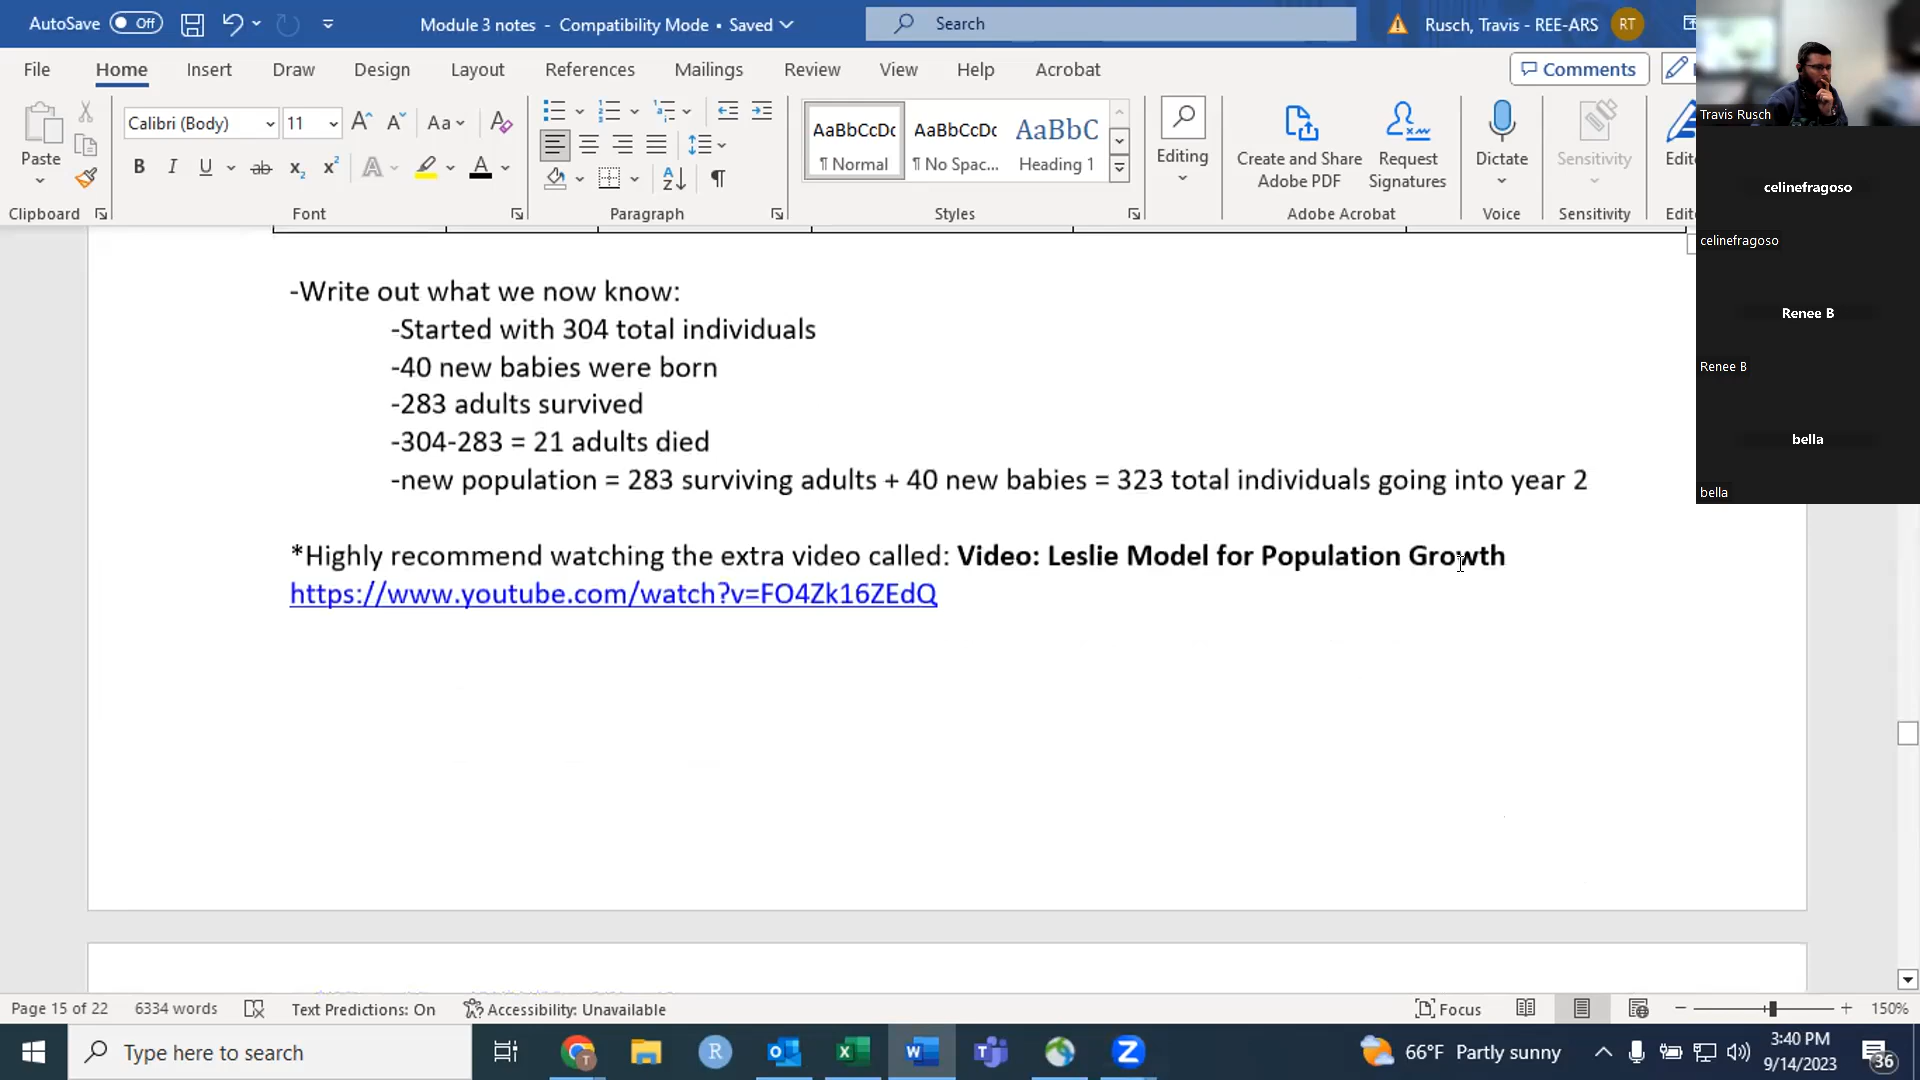 AutoSave Off
Module 3 notes - Compatibility Mode • Saved
Search
Rusch, Travis - REE-ARS RT
File Home Insert Draw Design Layout References Mailings Review View Help Acrobat
Comments
Calibri (Body) 11 Aa
AaBbCcDc AaBbCcDc AaBbC
Paste
B I U ab x₂ x² A A
¶ Normal ¶ No Spac... Heading 1
Editing
Create and Share Adobe PDF
Request Signatures
Dictate
Sensitivity
Clipboard Font Paragraph Styles Adobe Acrobat Voice Sensitivity
Travis Rusch
celinefragoso
celinefragoso
Renee B
Renee B
bella
bella
-Write out what we now know:
-Started with 304 total individuals
-40 new babies were born
-283 adults survived
-304-283 = 21 adults died
-new population = 283 surviving adults + 40 new babies = 323 total individuals going into year 2
*Highly recommend watching the extra video called: Video: Leslie Model for Population Growth
https://www.youtube.com/watch?v=FO4Zk16ZEdQ
Page 15 of 22 6334 words Text Predictions: On Accessibility: Unavailable
Focus
150%
Type here to search
66°F Partly sunny
3:40 PM
9/14/2023
36